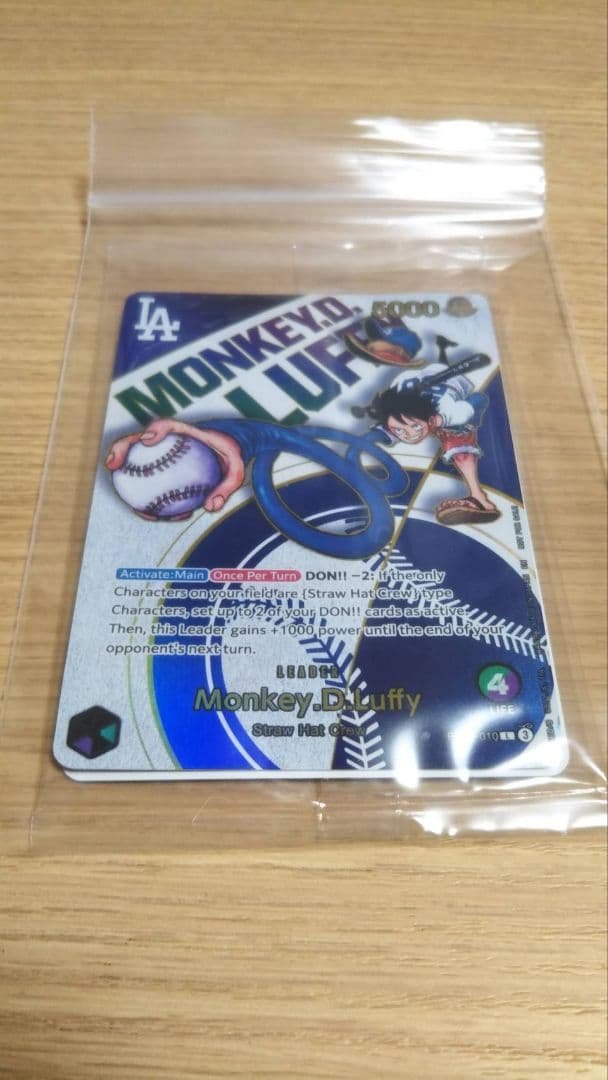 LA
5000
MONKEY.D.
LUF
Activate:Main Once Per Turn DON!! −2: If the only
Characters on your field are {Straw Hat Crew} type
Characters, set up to 2 of your DON!! cards as active.
Then, this Leader gains +1000 power until the end of your
opponent's next turn.
LEADER
Monkey.D.Luffy
Straw Hat Crew
4
LIFE
010 L 3